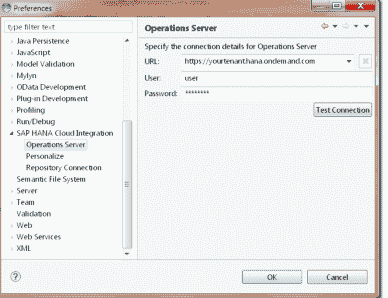 Preferences
type filter text
Java Persistence
JavaScript
Model Validation
Mylyn
OData Development
Plug-in Development
Profiling
Run/Debug
SAP HANA Cloud Integration
Operations Server
Personalize
Repository Connection
Semantic File System
Server
Team
Validation
Web
Web Services
XML
Operations Server
Specify the connection details for Operations Server
URL: https://yourtenant.hana.ondemand.com
User: user
Password: ********
Test Connection
OK
Cancel